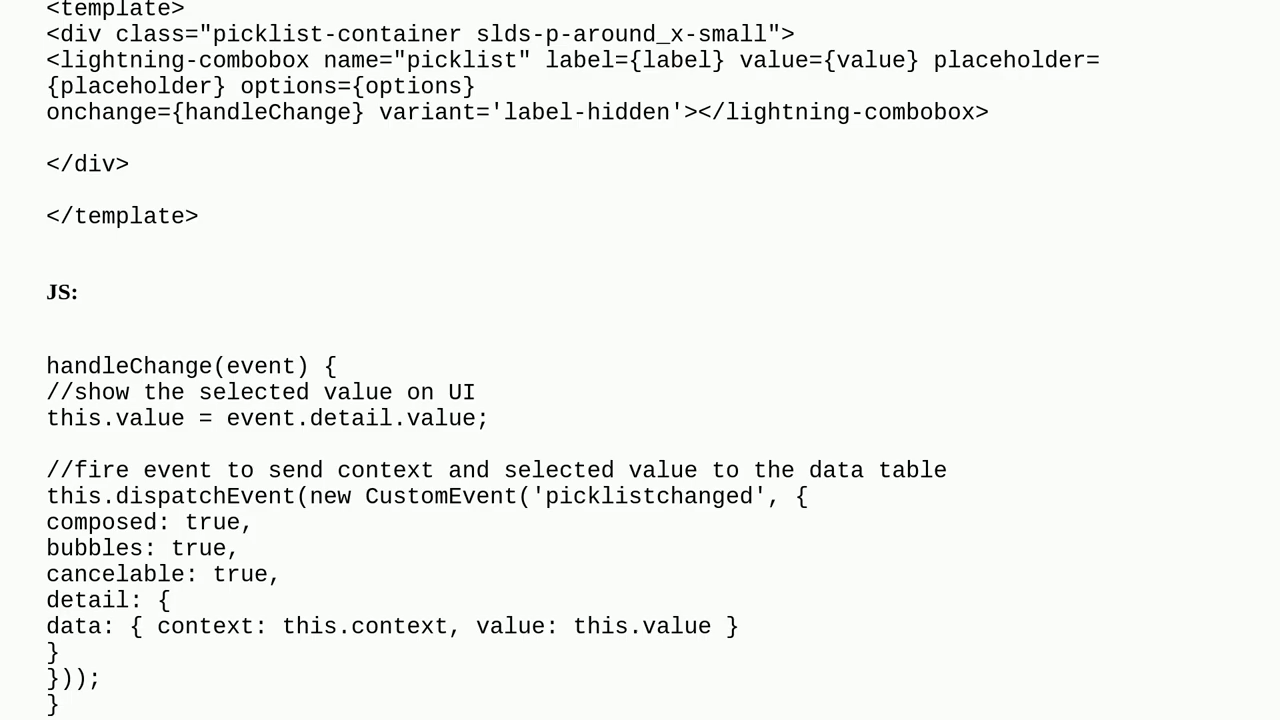 <template>
<div class="picklist-container slds-p-around_x-small">
<lightning-combobox name="picklist" label={label} value={value} placeholder=
{placeholder} options={options}
onchange={handleChange} variant='label-hidden'></lightning-combobox>
</div>
</template>
JS:
handleChange(event) {
//show the selected value on UI
this.value = event.detail.value;
//fire event to send context and selected value to the data table
this.dispatchEvent(new CustomEvent('picklistchanged', {
composed: true,
bubbles: true,
cancelable: true,
detail: {
data: { context: this.context, value: this.value }
}
}));
}